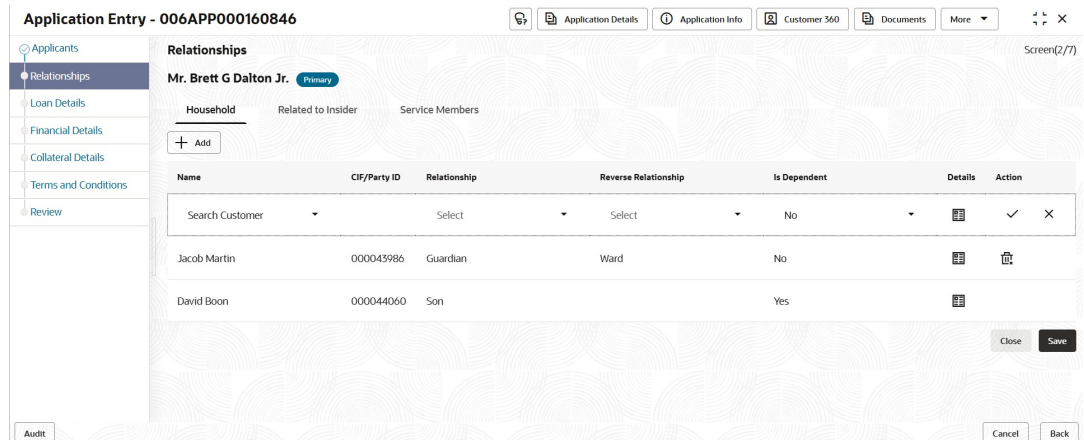 Application Entry - 006APP000160846
Application Details
Application Info
Customer 360
Documents
More
Applicants
Relationships
Loan Details
Financial Details
Collateral Details
Terms and Conditions
Review
Relationships
Screen(2/7)
Mr. Brett G Dalton Jr. Primary
Household Related to Insider Service Members
+ Add
Name CIF/Party ID Relationship Reverse Relationship Is Dependent Details Action
Search Customer Select Select No
Jacob Martin 000043986 Guardian Ward No
David Boon 000044060 Son Yes
Close Save
Audit Cancel Back